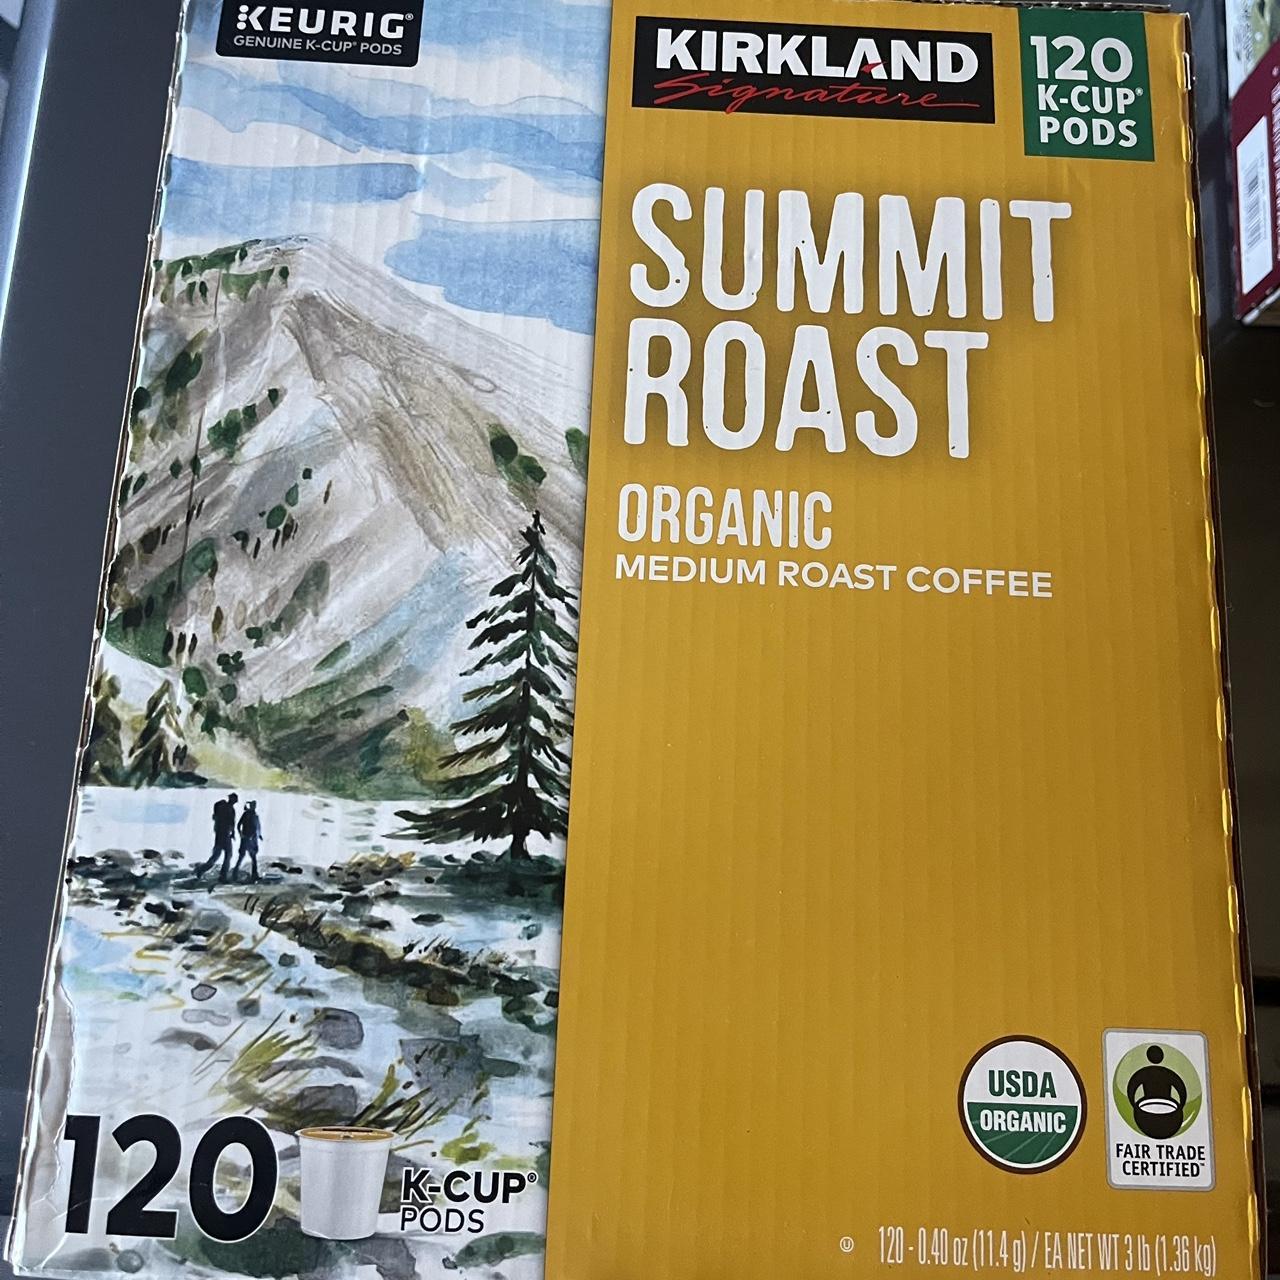 KEURIG®
GENUINE K-CUP® PODS
KIRKLAND
Signature
120
K-CUP®
PODS
SUMMIT
ROAST
ORGANIC
MEDIUM ROAST COFFEE
USDA
ORGANIC
FAIR TRADE
CERTIFIED™
120
K-CUP®
PODS
Ⓤ 120 - 0.40 oz (11.4 g) / EA NET WT 3 lb (1.36 kg)